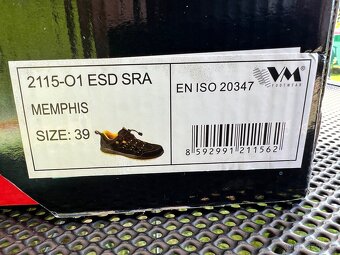 2115-O1 ESD SRA
MEMPHIS
SIZE: 39
EN ISO 20347
VM
FOOTWEAR
8 592991 211562